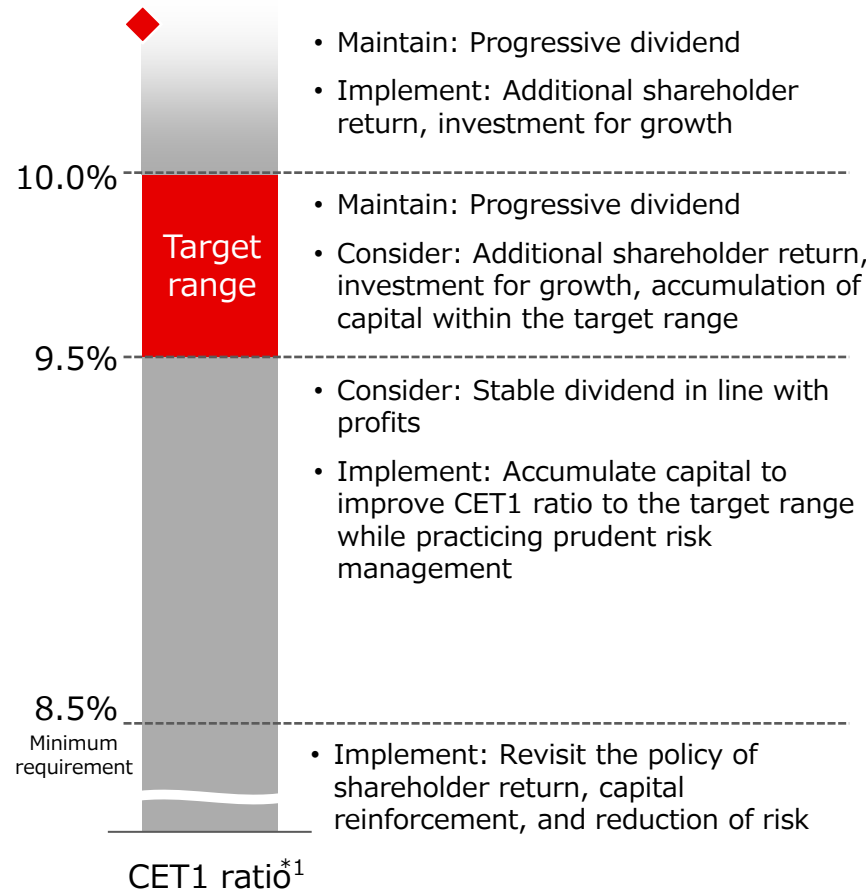 • Maintain: Progressive dividend
• Implement: Additional shareholder
return, investment for growth
10.0%
• Maintain: Progressive dividend
• Consider: Additional shareholder return,
investment for growth, accumulation of
capital within the target range
Target
range
9.5%
• Consider: Stable dividend in line with
profits
• Implement: Accumulate capital to
improve CET1 ratio to the target range
while practicing prudent risk
management
8.5%
Minimum
requirement
• Implement: Revisit the policy of
shareholder return, capital
reinforcement, and reduction of risk
CET1 ratio*1